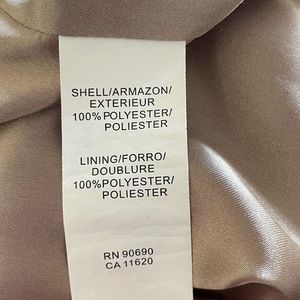 SHELL/ARMAZON/
EXTERIEUR
100%POLYESTER/
POLIESTER
LINING/FORRO/
DOUBLURE
100%POLYESTER/
POLIESTER
RN 90690
CA 11620